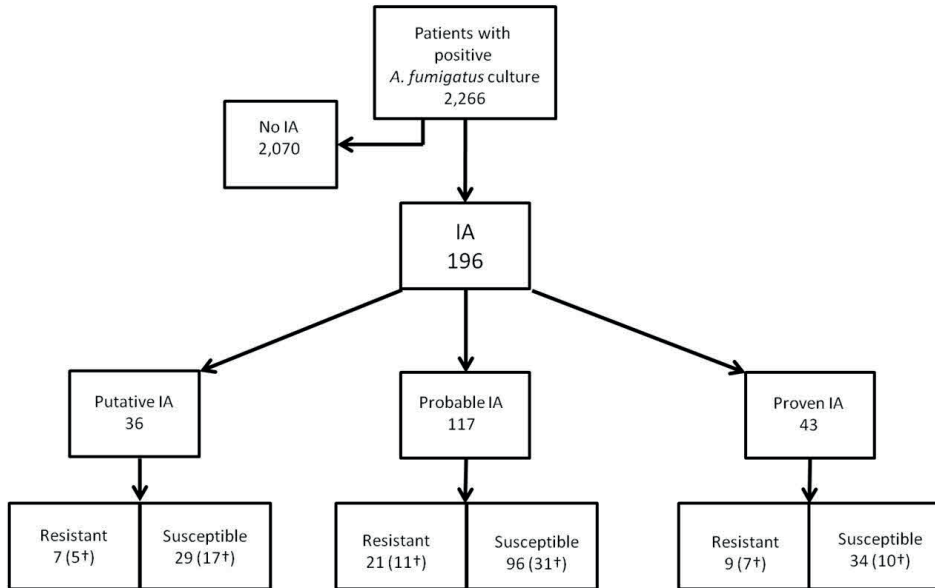 Patients with
positive
A. fumigatus culture
2,266
No IA
2,070
IA
196
Putative IA
36
Probable IA
117
Proven IA
43
Resistant
7 (5†)
Susceptible
29 (17†)
Resistant
21 (11†)
Susceptible
96 (31†)
Resistant
9 (7†)
Susceptible
34 (10†)